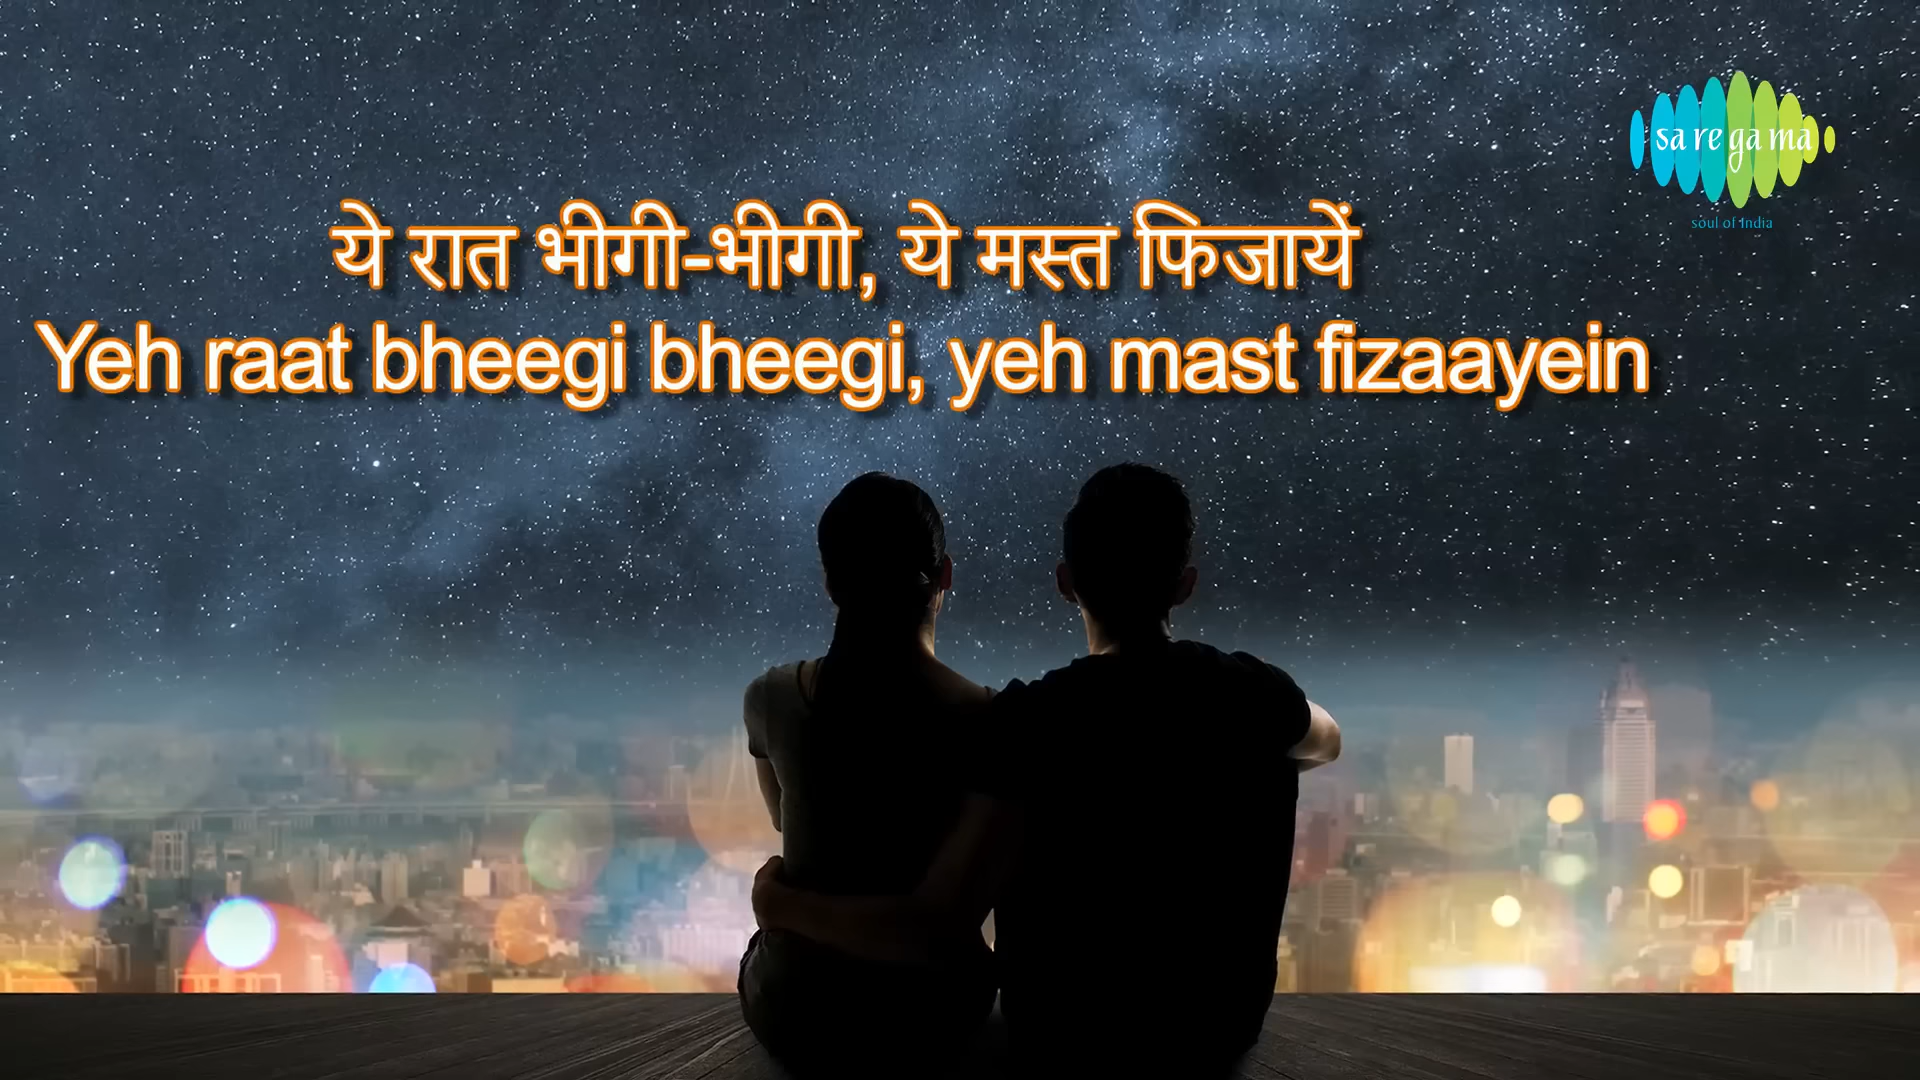 sa re ga ma
soul of India
ये रात भीगी-भीगी, ये मस्त फिजायें
Yeh raat bheegi bheegi, yeh mast fizaayein